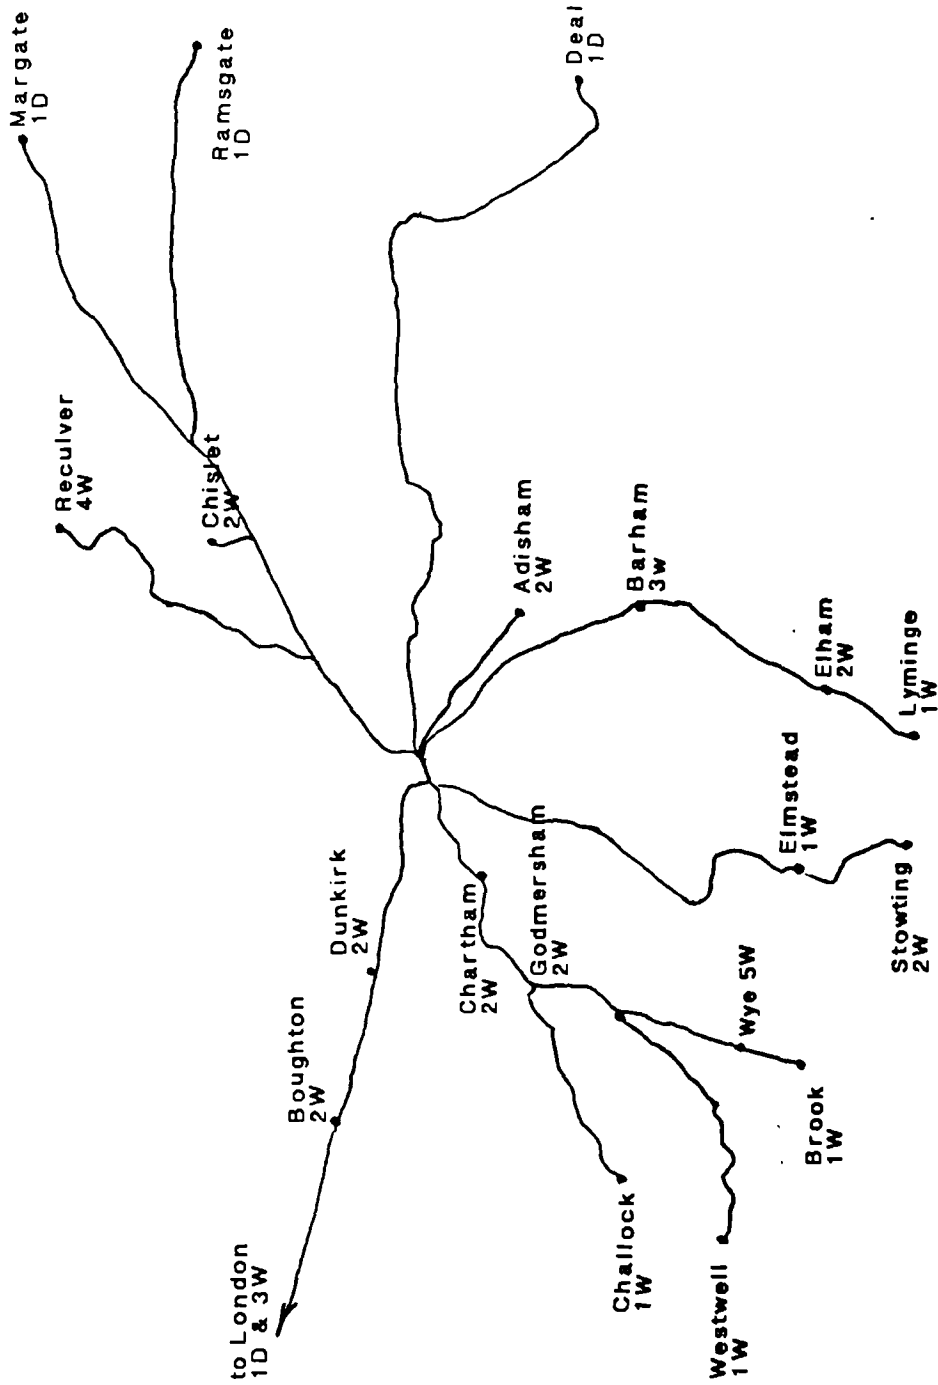 Margate
1D
Ramsgate
1D
Deal
1D
Reculver
4W
Chislet
2W
Adisham
2W
Barham
3w
Elham
2W
Lyminge
1W
Elmstead
1W
Stowting
2W
Dunkirk
2W
Boughton
2W
to London
1D & 3W
Chartham
2W
Godmersham
2W
Wye 5W
Brook
1W
Challock
1W
Westwell
1W